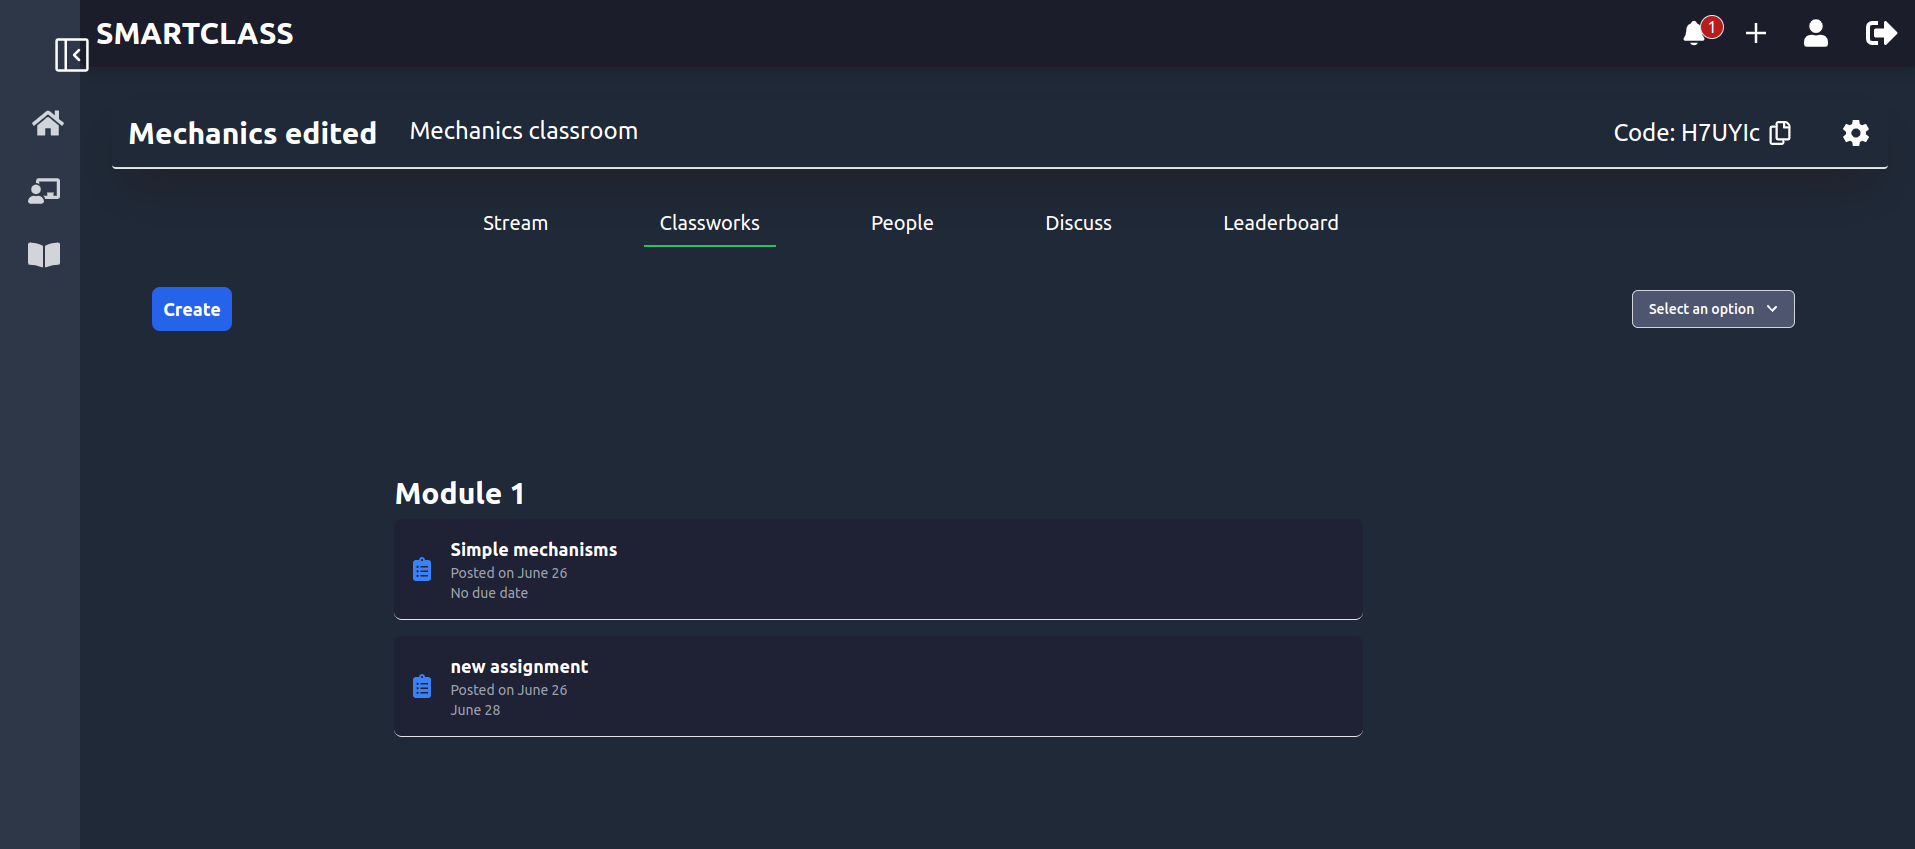 SMARTCLASS
1
Mechanics edited
Mechanics classroom
Code: H7UYIc
Stream
Classworks
People
Discuss
Leaderboard
Create
Select an option
Module 1
Simple mechanisms
Posted on June 26
No due date
new assignment
Posted on June 26
June 28